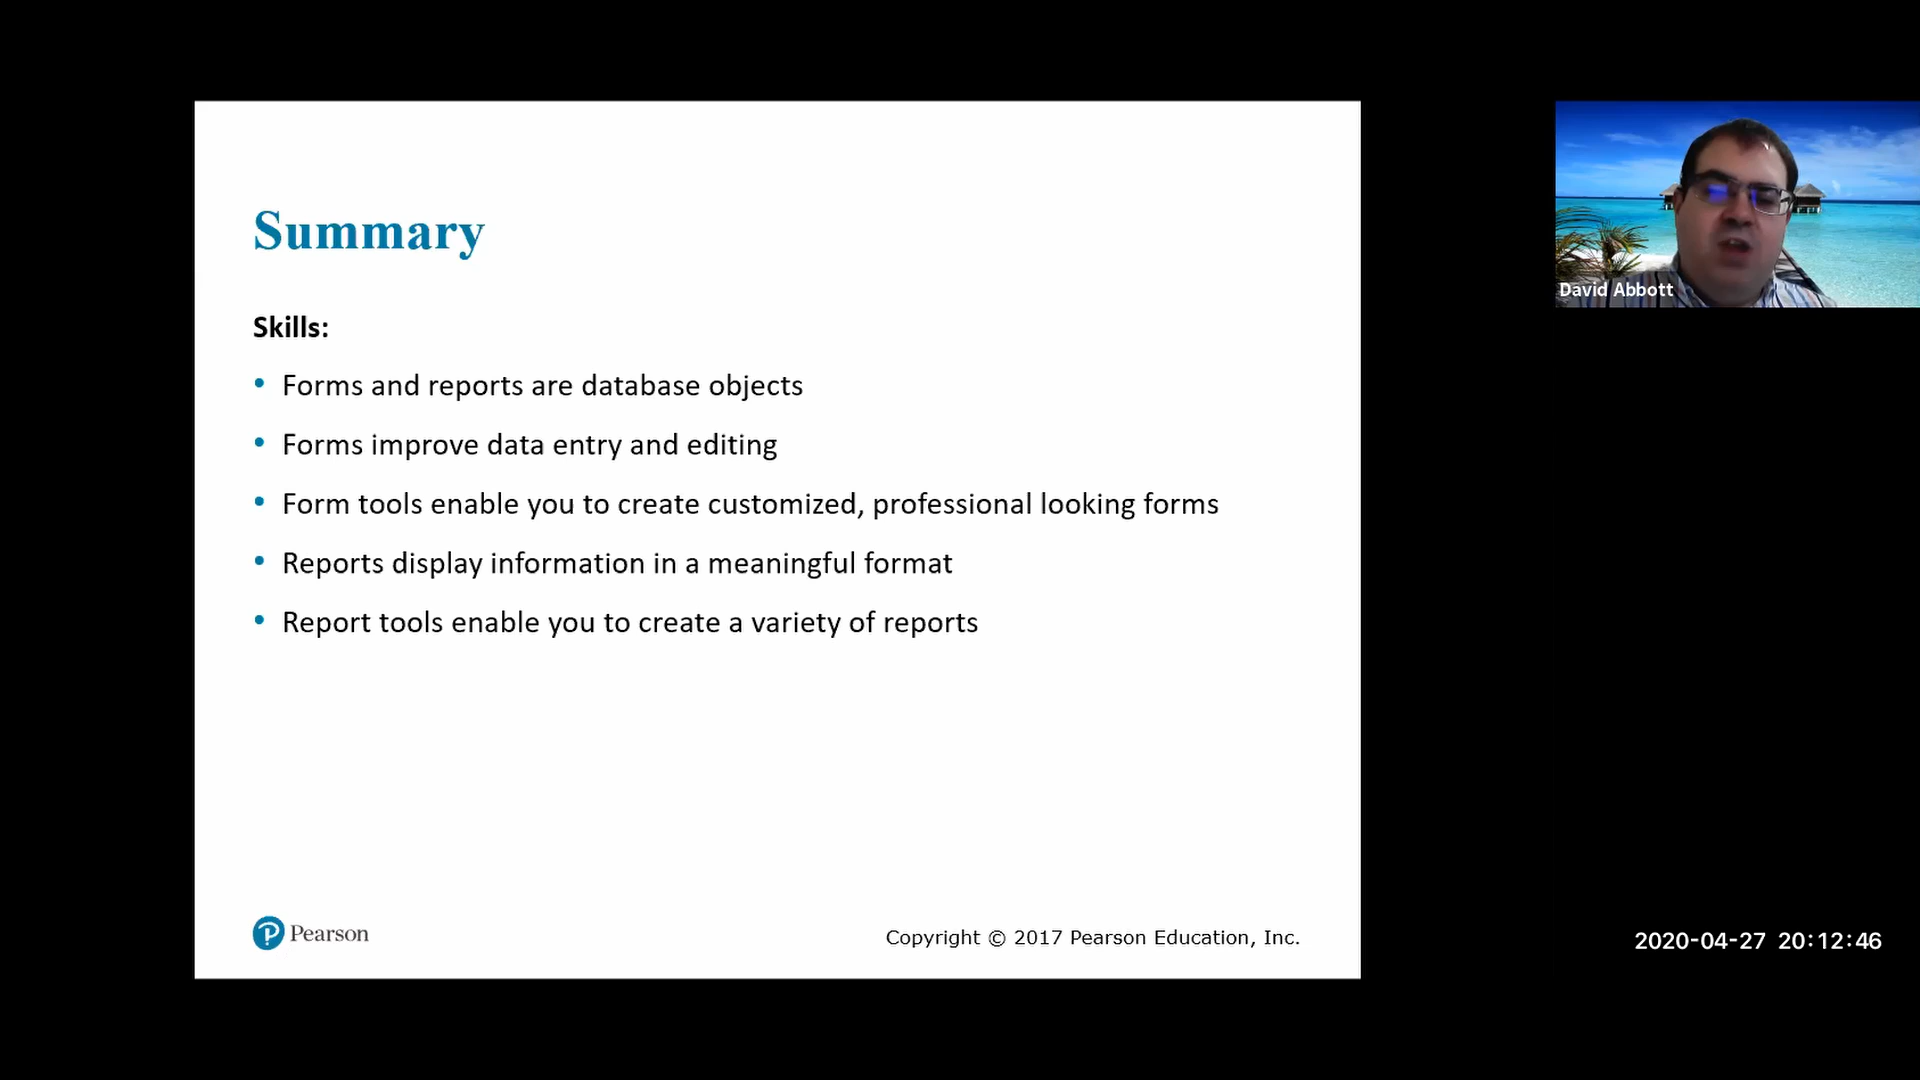 Summary
Skills:
• Forms and reports are database objects
• Forms improve data entry and editing
• Form tools enable you to create customized, professional looking forms
• Reports display information in a meaningful format
• Report tools enable you to create a variety of reports
Pearson
Copyright © 2017 Pearson Education, Inc.
David Abbott
2020-04-27 20:12:46